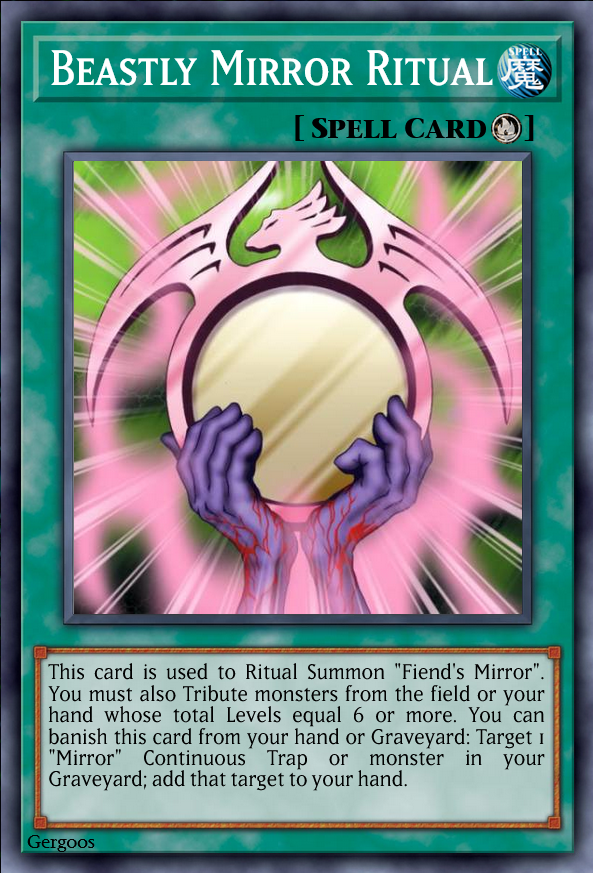 BEASTLY MIRROR RITUAL
SPELL
魔
[ SPELL CARD ]
This card is used to Ritual Summon "Fiend's Mirror".
You must also Tribute monsters from the field or your
hand whose total Levels equal 6 or more. You can
banish this card from your hand or Graveyard: Target 1
"Mirror" Continuous Trap or monster in your
Graveyard; add that target to your hand.
Gergoos